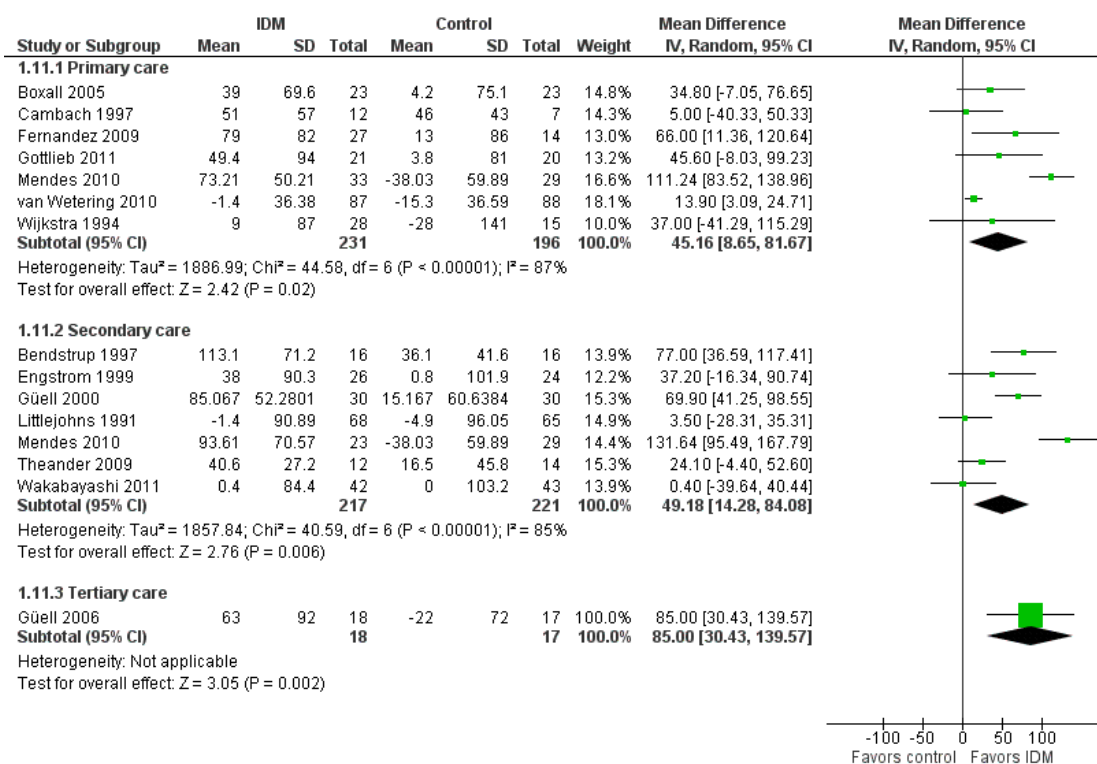 IDM Control Mean Difference Mean Difference
Study or Subgroup Mean SD Total Mean SD Total Weight IV, Random, 95% CI IV, Random, 95% CI
1.11.1 Primary care
Boxall 2005 39 69.6 23 4.2 75.1 23 14.8% 34.80 [-7.05, 76.65]
Cambach 1997 51 57 12 46 43 7 14.3% 5.00 [-40.33, 50.33]
Fernandez 2009 79 82 27 13 86 14 13.0% 66.00 [11.36, 120.64]
Gottlieb 2011 49.4 94 21 3.8 81 20 13.2% 45.60 [-8.03, 99.23]
Mendes 2010 73.21 50.21 33 -38.03 59.89 29 16.6% 111.24 [83.52, 138.96]
van Wetering 2010 -1.4 36.38 87 -15.3 36.59 88 18.1% 13.90 [3.09, 24.71]
Wijkstra 1994 9 87 28 -28 141 15 10.0% 37.00 [-41.29, 115.29]
Subtotal (95% CI) 231 196 100.0% 45.16 [8.65, 81.67]
Heterogeneity: Tau² = 1886.99; Chi² = 44.58, df = 6 (P < 0.00001); I² = 87%
Test for overall effect: Z = 2.42 (P = 0.02)
1.11.2 Secondary care
Bendstrup 1997 113.1 71.2 16 36.1 41.6 16 13.9% 77.00 [36.59, 117.41]
Engstrom 1999 38 90.3 26 0.8 101.9 24 12.2% 37.20 [-16.34, 90.74]
Güell 2000 85.067 52.2801 30 15.167 60.6384 30 15.3% 69.90 [41.25, 98.55]
Littlejohns 1991 -1.4 90.89 68 -4.9 96.05 65 14.9% 3.50 [-28.31, 35.31]
Mendes 2010 93.61 70.57 23 -38.03 59.89 29 14.4% 131.64 [95.49, 167.79]
Theander 2009 40.6 27.2 12 16.5 45.8 14 15.3% 24.10 [-4.40, 52.60]
Wakabayashi 2011 0.4 84.4 42 0 103.2 43 13.9% 0.40 [-39.64, 40.44]
Subtotal (95% CI) 217 221 100.0% 49.18 [14.28, 84.08]
Heterogeneity: Tau² = 1857.84; Chi² = 40.59, df = 6 (P < 0.00001); I² = 85%
Test for overall effect: Z = 2.76 (P = 0.006)
1.11.3 Tertiary care
Güell 2006 63 92 18 -22 72 17 100.0% 85.00 [30.43, 139.57]
Subtotal (95% CI) 18 17 100.0% 85.00 [30.43, 139.57]
Heterogeneity: Not applicable
Test for overall effect: Z = 3.05 (P = 0.002)
-100 -50 0 50 100
Favors control Favors IDM